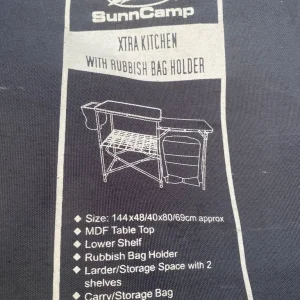 SunnCamp
XTRA KITCHEN
WITH RUBBISH BAG HOLDER
◆ Size: 144x48/40x80/69cm approx
◆ MDF Table Top
◆ Lower Shelf
◆ Rubbish Bag Holder
◆ Larder/Storage Space with 2
shelves
◆ Carry/Storage Bag